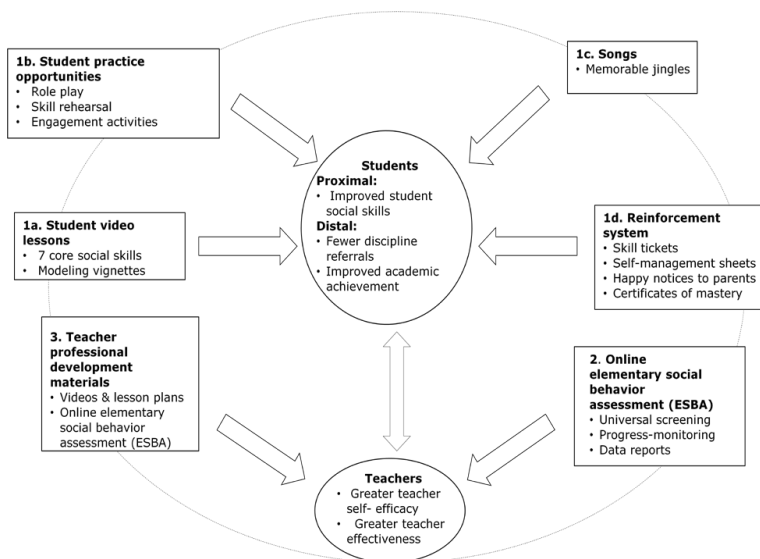 1b. Student practice
opportunities
• Role play
• Skill rehearsal
• Engagement activities
1c. Songs
• Memorable jingles
Students
Proximal:
• Improved student
social skills
Distal:
• Fewer discipline
referrals
• Improved academic
achievement
1a. Student video
lessons
• 7 core social skills
• Modeling vignettes
1d. Reinforcement
system
• Skill tickets
• Self-management sheets
• Happy notices to parents
• Certificates of mastery
3. Teacher
professional
development
materials
• Videos & lesson plans
• Online elementary
social behavior
assessment (ESBA)
2. Online
elementary social
behavior
assessment (ESBA)
• Universal screening
• Progress-monitoring
• Data reports
Teachers
• Greater teacher
self- efficacy
• Greater teacher
effectiveness